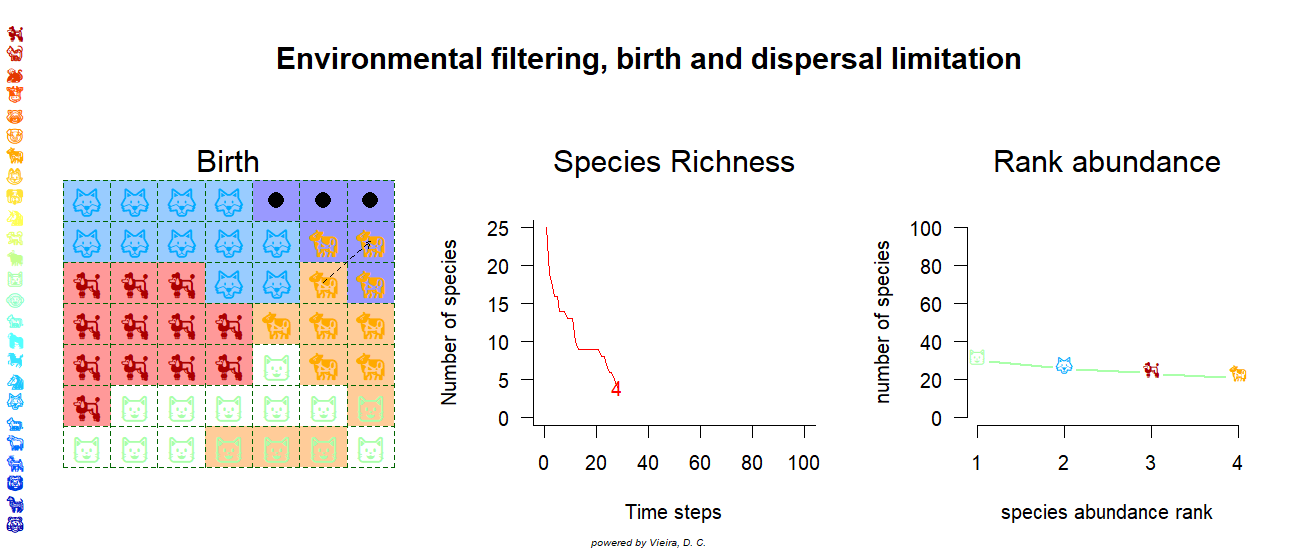 Environmental filtering, birth and dispersal limitation
Birth
Species Richness
Rank abundance
Number of species
25
20
15
10
5
0
4
0 20 40 60 80 100
Time steps
number of species
100
80
60
40
20
0
1 2 3 4
species abundance rank
powered by Vieira, D. C.